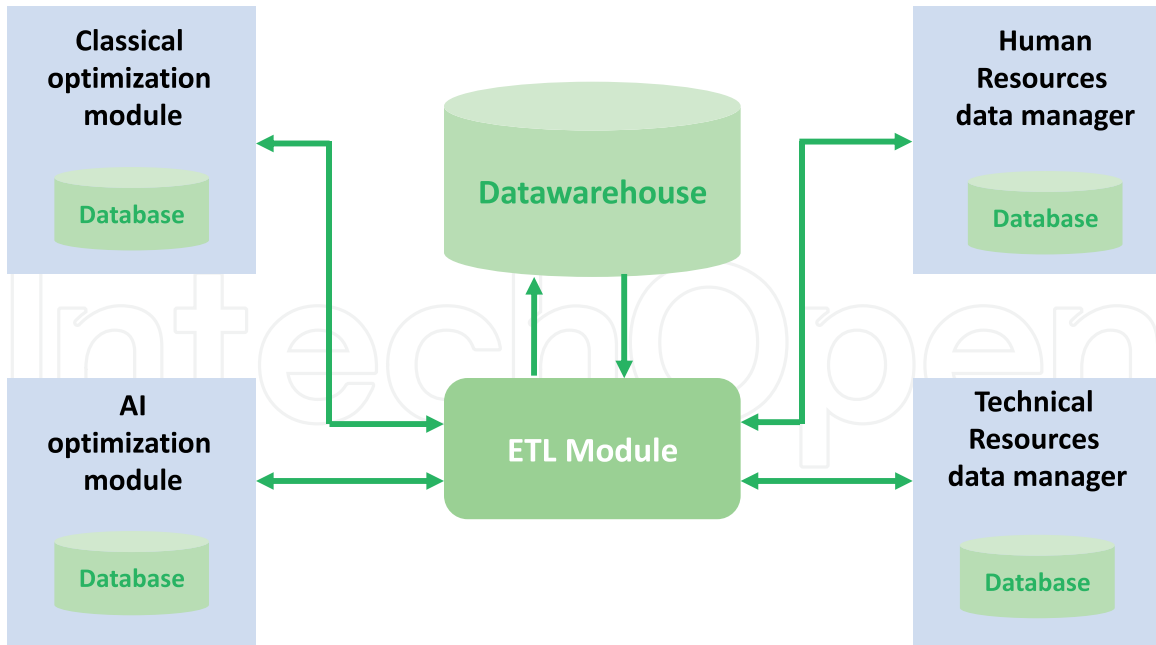 Classical
optimization
module
Database
Datawarehouse
Human
Resources
data manager
Database
AI
optimization
module
Database
ETL Module
Technical
Resources
data manager
Database
IntechOpen